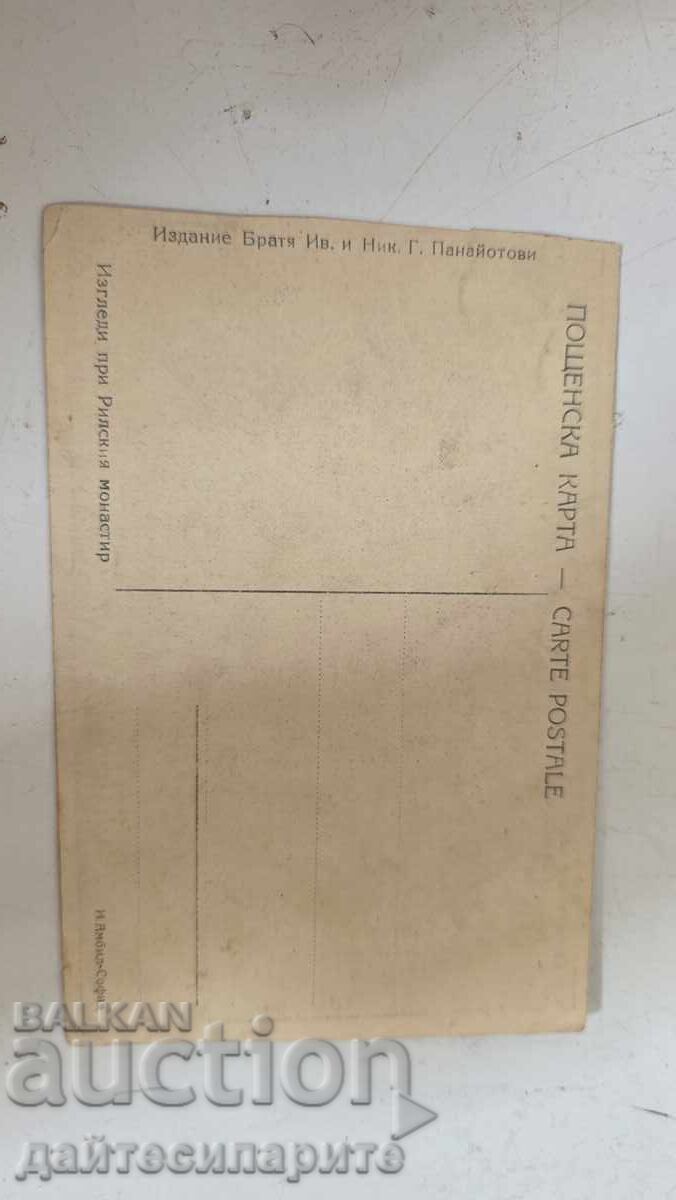 ПОЩЕНСКА КАРТА — CARTE POSTALE
Издание Братя Ив. и Ник. Г. Панайотови
Изгледи при Рилския монастир
BALKAN
auction
дайтесипарите